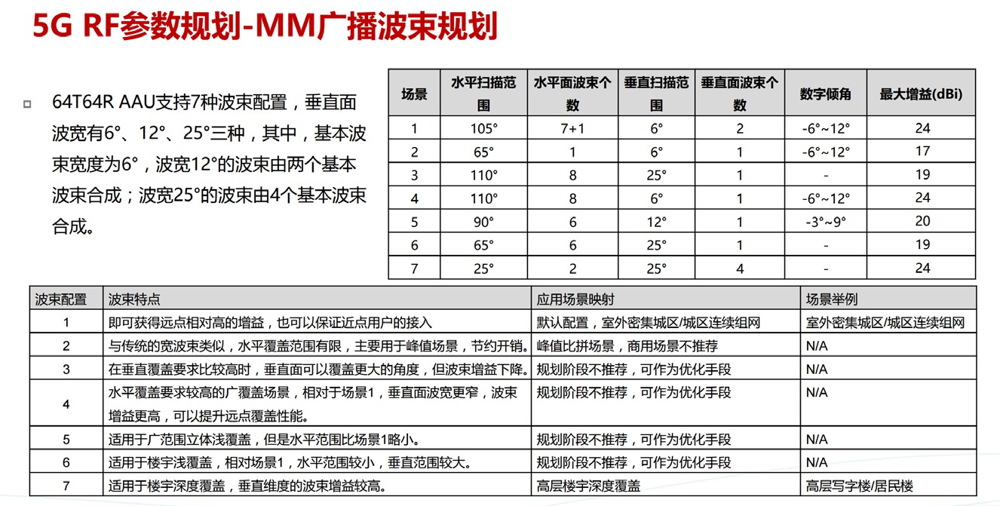 5G RF参数规划-MM广播波束规划
64T64R AAU支持7种波束配置，垂直面
波宽有6°、12°、25°三种，其中，基本波
束宽度为6°，波宽12°的波束由两个基本
波束合成；波宽25°的波束由4个基本波束
合成。
场景 水平扫描范围 水平面波束个数 垂直扫描范围 垂直面波束个数 数字倾角 最大增益(dBi)
1 105° 7+1 6° 2 -6°~12° 24
2 65° 1 6° 1 -6°~12° 17
3 110° 8 25° 1 - 19
4 110° 8 6° 1 -6°~12° 24
5 90° 6 12° 1 -3°~9° 20
6 65° 6 25° 1 - 19
7 25° 2 25° 4 - 24
波束配置 波束特点 应用场景映射 场景举例
1 即可获得远点相对高的增益，也可以保证近点用户的接入 默认配置，室外密集城区/城区连续组网 室外密集城区/城区连续组网
2 与传统的宽波束类似，水平覆盖范围有限，主要用于峰值场景，节约开销。 峰值比拼场景，商用场景不推荐 N/A
3 在垂直覆盖要求比较高时，垂直面可以覆盖更大的角度，但波束增益下降。 规划阶段不推荐，可作为优化手段 N/A
4 水平覆盖要求较高的广覆盖场景，相对于场景1，垂直面波宽更窄，波束
增益更高，可以提升远点覆盖性能。 规划阶段不推荐，可作为优化手段 N/A
5 适用于广范围立体浅覆盖，但是水平范围比场景1略小。 规划阶段不推荐，可作为优化手段 N/A
6 适用于楼宇浅覆盖，相对场景1，水平范围较小，垂直范围较大。 规划阶段不推荐，可作为优化手段 N/A
7 适用于楼宇深度覆盖，垂直维度的波束增益较高。 高层楼宇深度覆盖 高层写字楼/居民楼